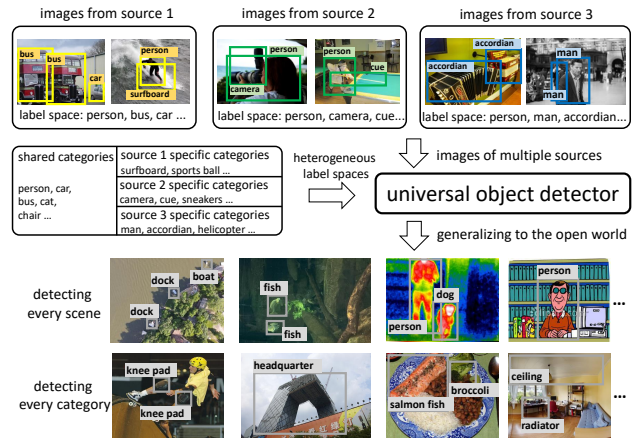 images from source 1
images from source 2
images from source 3
bus
bus
car
person
surfboard
person
camera
person
cue
accordian
accordian
man
man
label space: person, bus, car ...
label space: person, camera, cue...
label space: person, man, accordian...
shared categories
person, car,
bus, cat,
chair ...
source 1 specific categories
surfboard, sports ball ...
source 2 specific categories
camera, cue, sneakers ...
source 3 specific categories
man, accordian, helicopter ...
heterogeneous
label spaces
images of multiple sources
universal object detector
generalizing to the open world
detecting
every scene
boat
dock
dock
fish
fish
dog
person
person
...
detecting
every category
knee pad
knee pad
headquarter
broccoli
salmon fish
ceiling
radiator
...